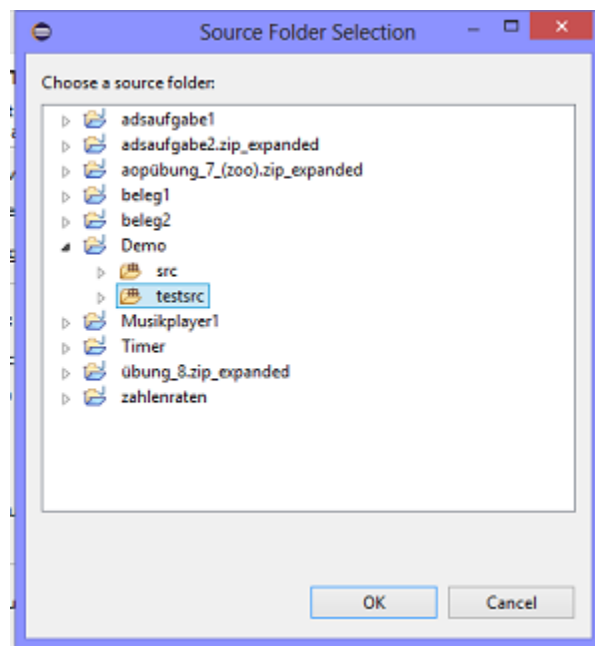 Source Folder Selection
Choose a source folder:
adsaufgabe1
adsaufgabe2.zip_expanded
aopübung_7_(zoo).zip_expanded
beleg1
beleg2
Demo
src
testsrc
Musikplayer1
Timer
übung_8.zip_expanded
zahlenraten
OK Cancel